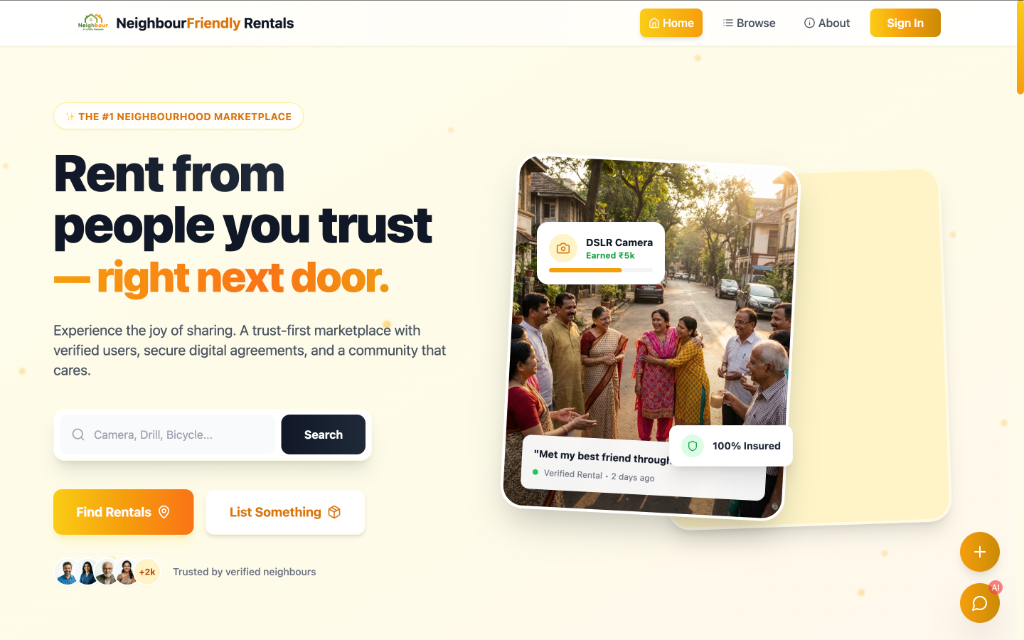 Neighbour
NeighbourFriendly Rentals
Home
Browse
About
Sign In
THE #1 NEIGHBOURHOOD MARKETPLACE
Rent from
people you trust
— right next door.
Experience the joy of sharing. A trust-first marketplace with
verified users, secure digital agreements, and a community that
cares.
Camera, Drill, Bicycle...
Search
Find Rentals
List Something
+2k
Trusted by verified neighbours
DSLR Camera
Earned ₹5k
"Met my best friend through
Verified Rental • 2 days ago
100% Insured
AI